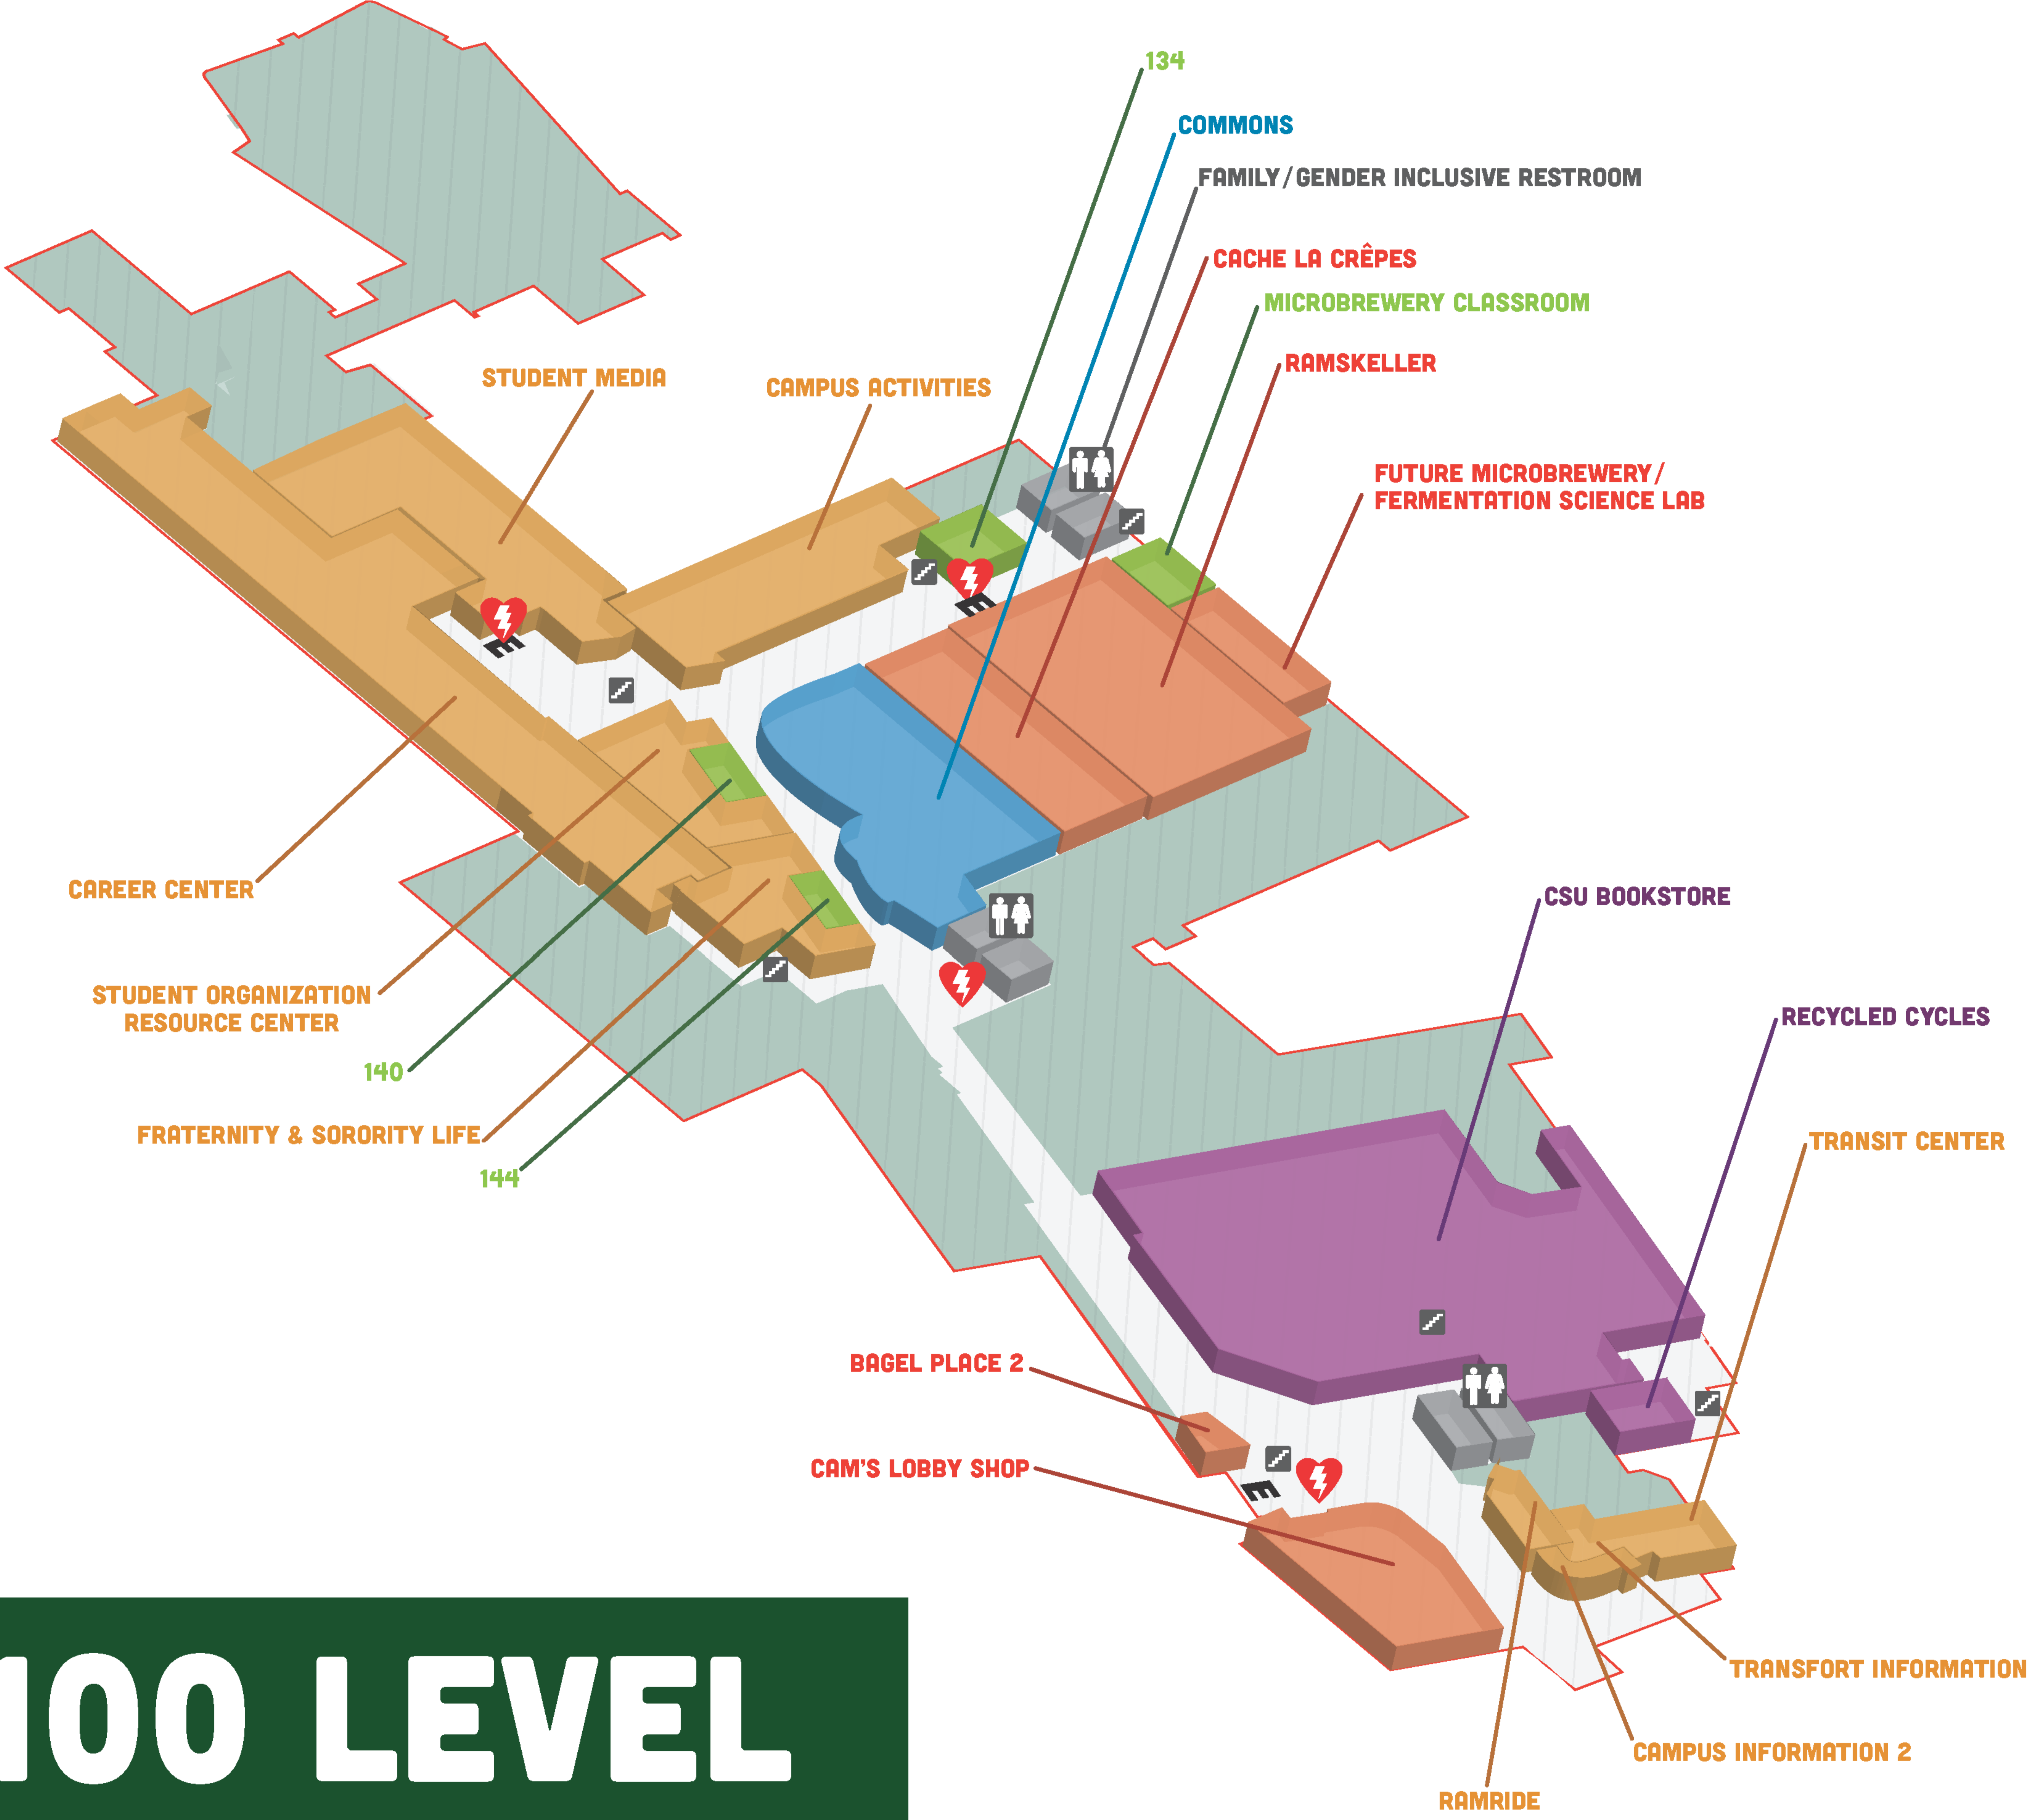 134
COMMONS
FAMILY/GENDER INCLUSIVE RESTROOM
CACHE LA CRÊPES
MICROBREWERY CLASSROOM
RAMSKELLER
STUDENT MEDIA
CAMPUS ACTIVITIES
FUTURE MICROBREWERY/
FERMENTATION SCIENCE LAB
E
E
CAREER CENTER
CSU BOOKSTORE
STUDENT ORGANIZATION
RESOURCE CENTER
RECYCLED CYCLES
140
FRATERNITY & SORORITY LIFE
TRANSIT CENTER
144
BAGEL PLACE 2
CAM'S LOBBY SHOP
E
TRANSFORT INFORMATION
CAMPUS INFORMATION 2
RAMRIDE
100 LEVEL